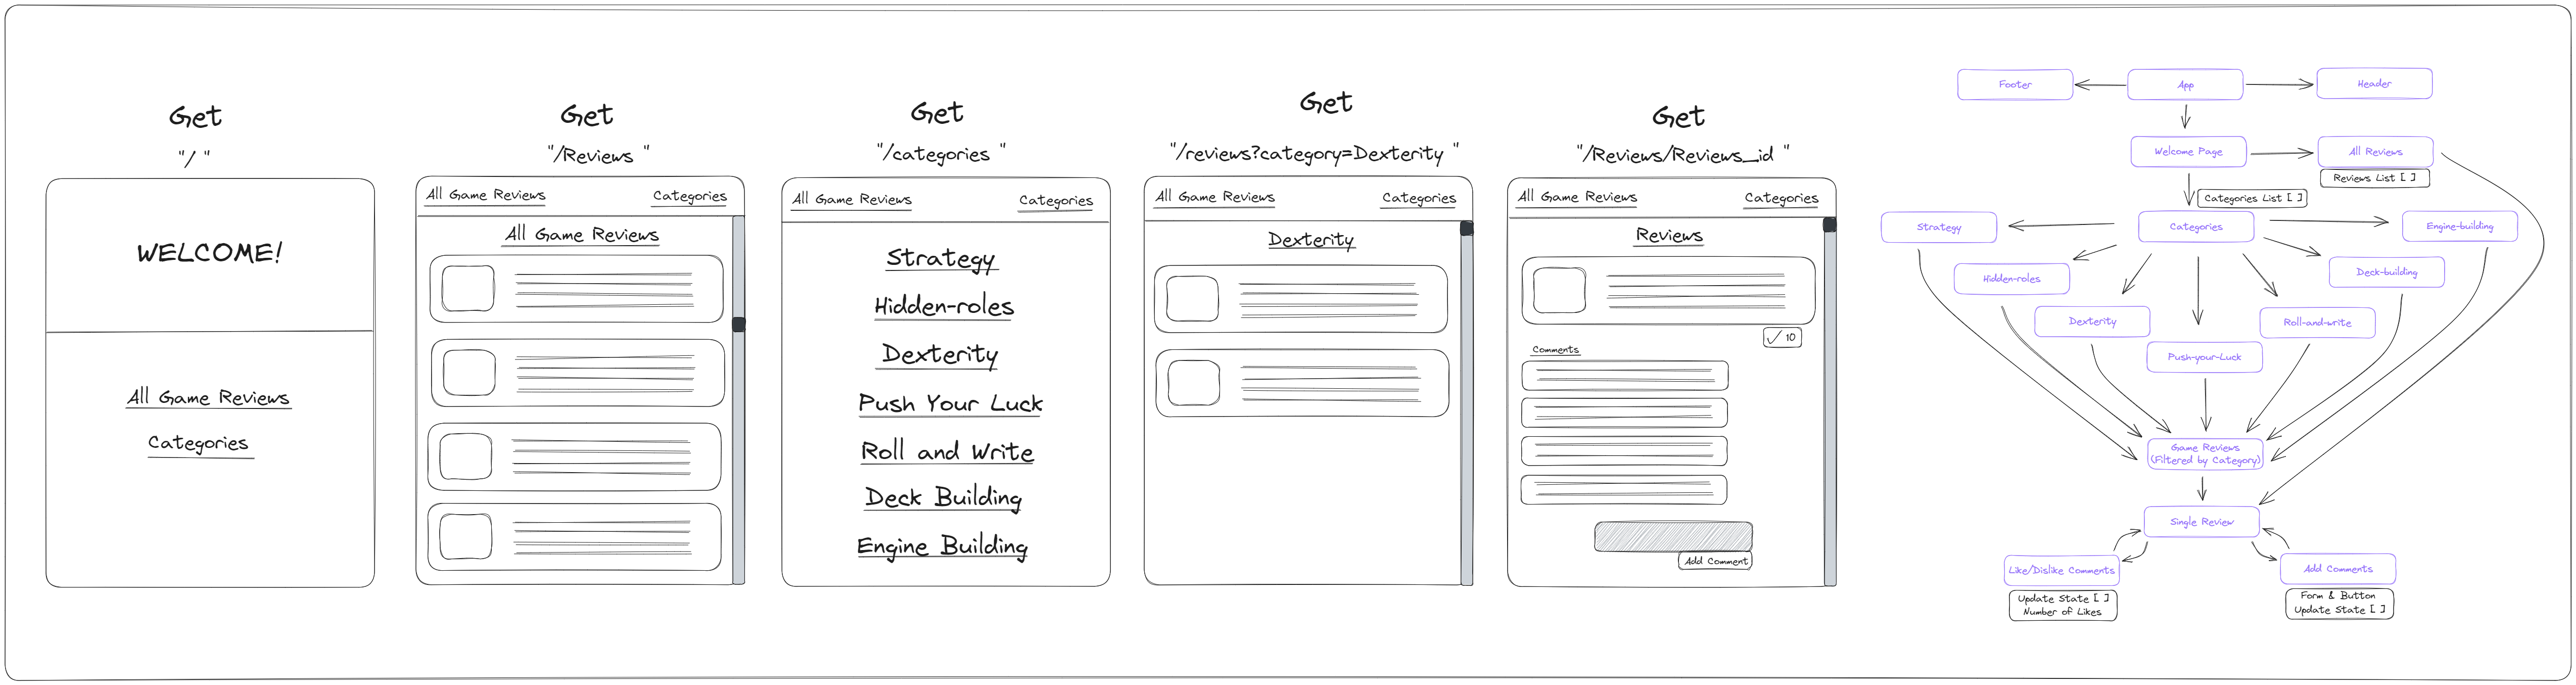 Get
"/ "
WELCOME!
All Game Reviews
Categories
Get
"/Reviews "
All Game Reviews
Categories
All Game Reviews
Get
"/categories "
All Game Reviews
Categories
Strategy
Hidden-roles
Dexterity
Push Your Luck
Roll and Write
Deck Building
Engine Building
Get
"/reviews?category=Dexterity "
All Game Reviews
Categories
Dexterity
Get
"/Reviews/Reviews_id "
All Game Reviews
Categories
Reviews
10
Comments
Add Comment
Footer
App
Header
Welcome Page
All Reviews
Reviews List [ ]
Categories List [ ]
Strategy
Categories
Engine-building
Hidden-roles
Deck-building
Dexterity
Roll-and-write
Push-your-Luck
Game Reviews
(Filtered by Category)
Single Review
Like/Dislike Comments
Update State [ ]
Number of Likes
Add Comments
Form & Button
Update State [ ]